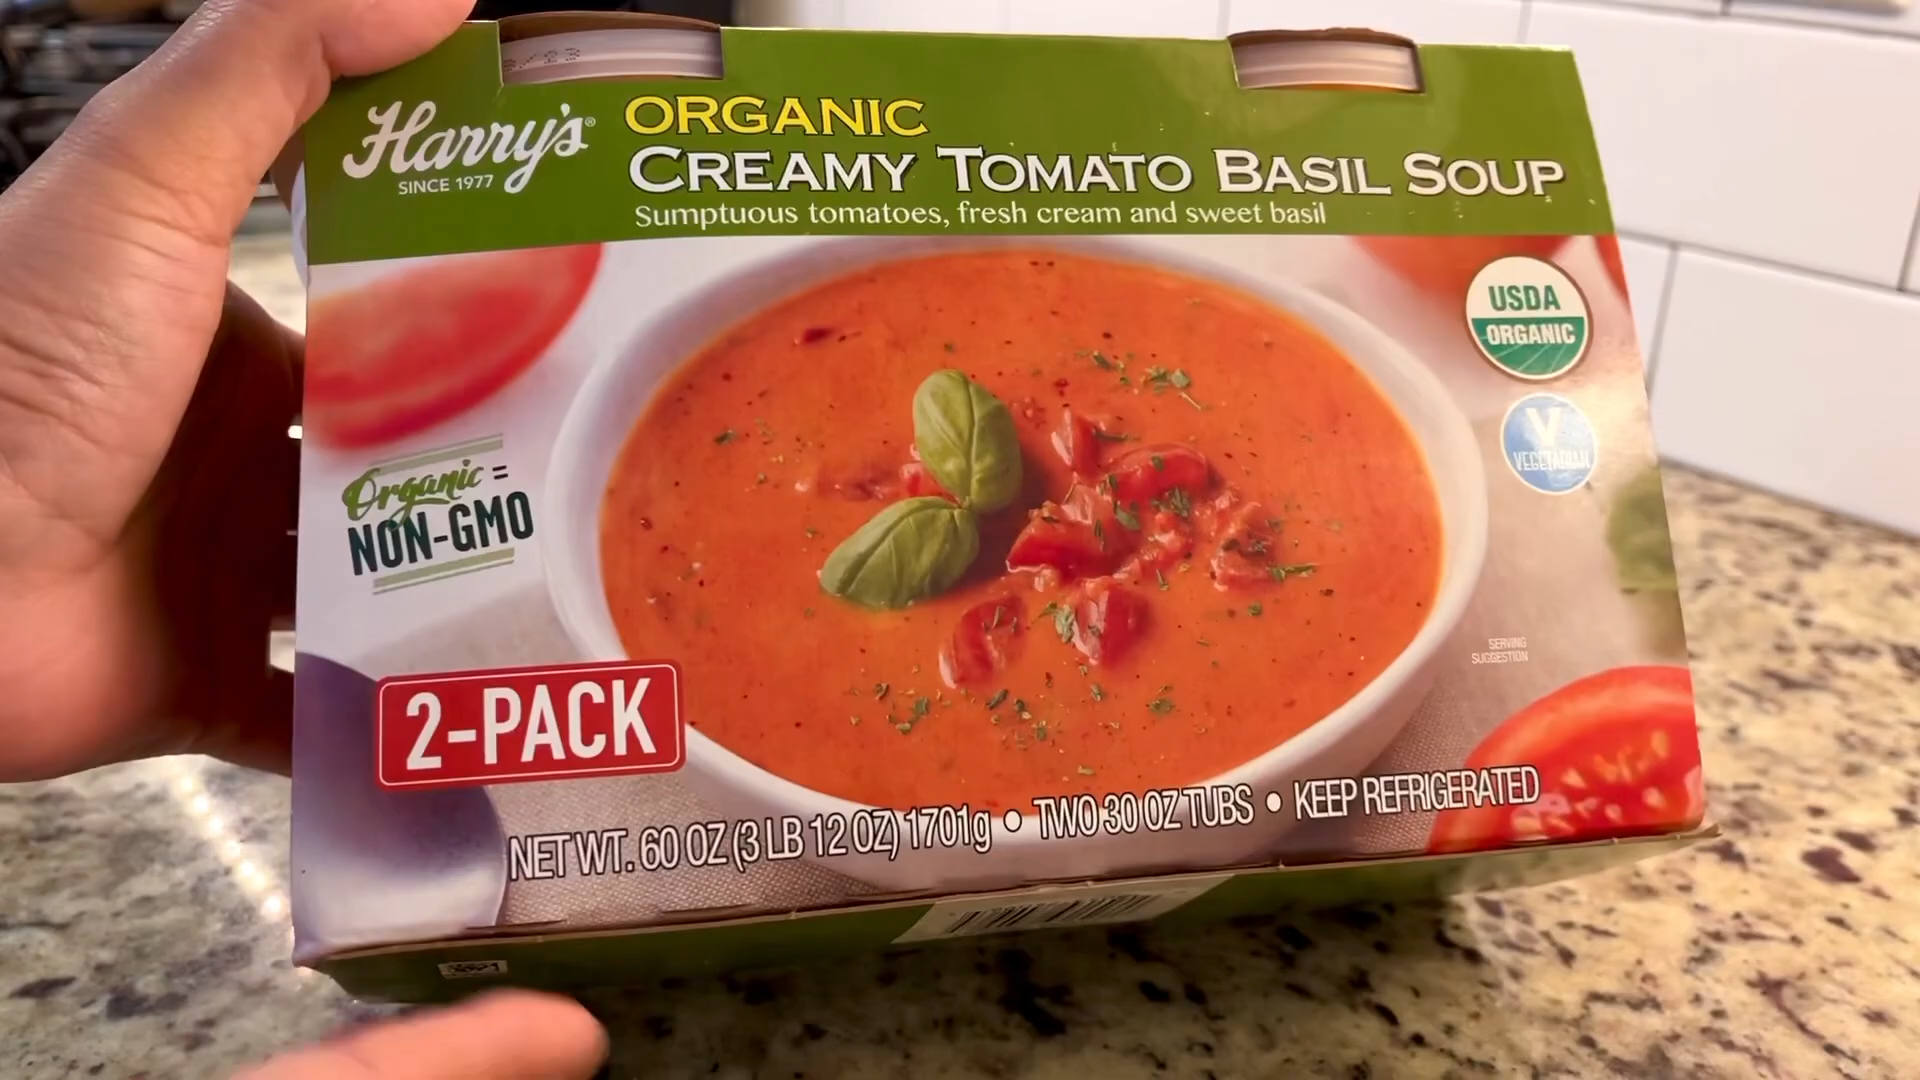 Harry's®
SINCE 1977
ORGANIC
CREAMY TOMATO BASIL SOUP
Sumptuous tomatoes, fresh cream and sweet basil
USDA
ORGANIC
V
VEGETARIAN
Organic =
NON-GMO
SERVING
SUGGESTION
2-PACK
NET WT. 60 OZ (3 LB 12 OZ) 1701g • TWO 30 OZ TUBS • KEEP REFRIGERATED